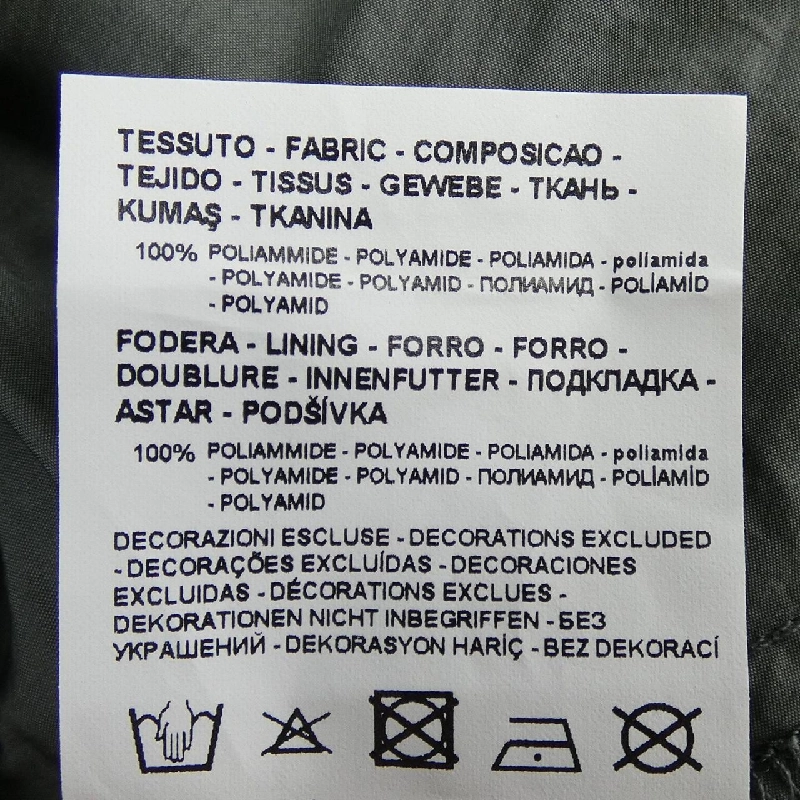 TESSUTO - FABRIC - COMPOSICAO -
TEJIDO - TISSUS - GEWEBE - ТКАНЬ -
KUMAŞ - TKANINA
100% POLIAMMIDE - POLYAMIDE - POLIAMIDA - poliamida
- POLYAMIDE - POLYAMID - ПОЛИАМИД - POLİAMİD
- POLYAMID
FODERA - LINING - FORRO - FORRO -
DOUBLURE - INNENFUTTER - ПОДКЛАДКА -
ASTAR - PODŠÍVKA
100% POLIAMMIDE - POLYAMIDE - POLIAMIDA - poliamida
- POLYAMIDE - POLYAMID - ПОЛИАМИД - POLİAMİD
- POLYAMID
DECORAZIONI ESCLUSE - DECORATIONS EXCLUDED
- DECORAÇÕES EXCLUÍDAS - DECORACIONES
EXCLUIDAS - DÉCORATIONS EXCLUES -
DEKORATIONEN NICHT INBEGRIFFEN - БЕЗ
УКРАШЕНИЙ - DEKORASYON HARİÇ - BEZ DEKORACÍ